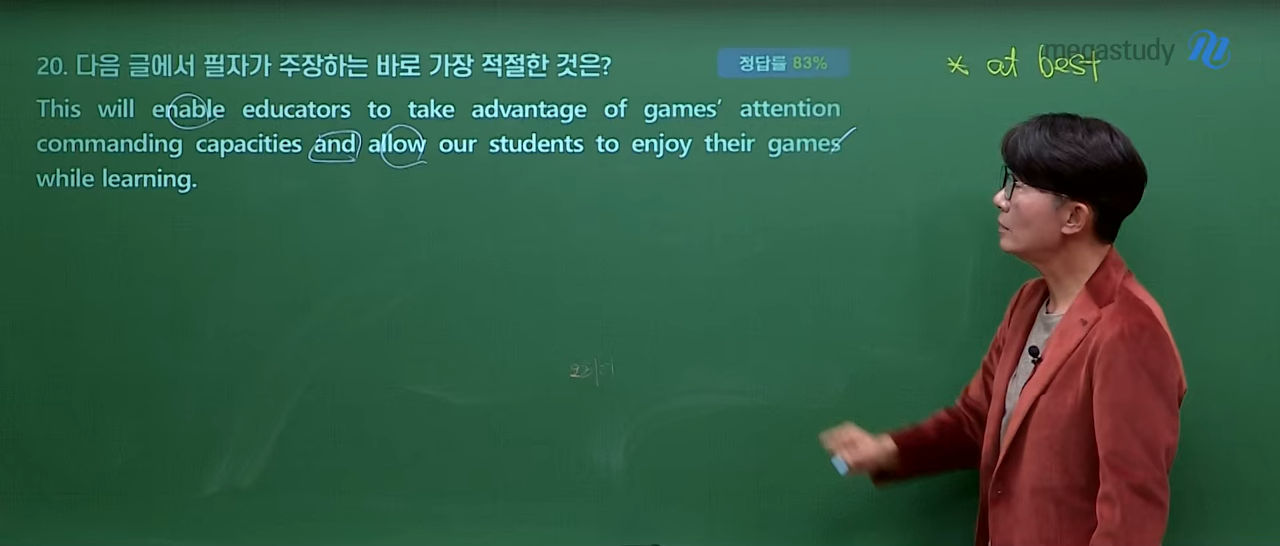 20. 다음 글에서 필자가 주장하는 바로 가장 적절한 것은?
정답률 83%
megastudy
* at best
This will enable educators to take advantage of games' attention
commanding capacities and allow our students to enjoy their games
while learning.